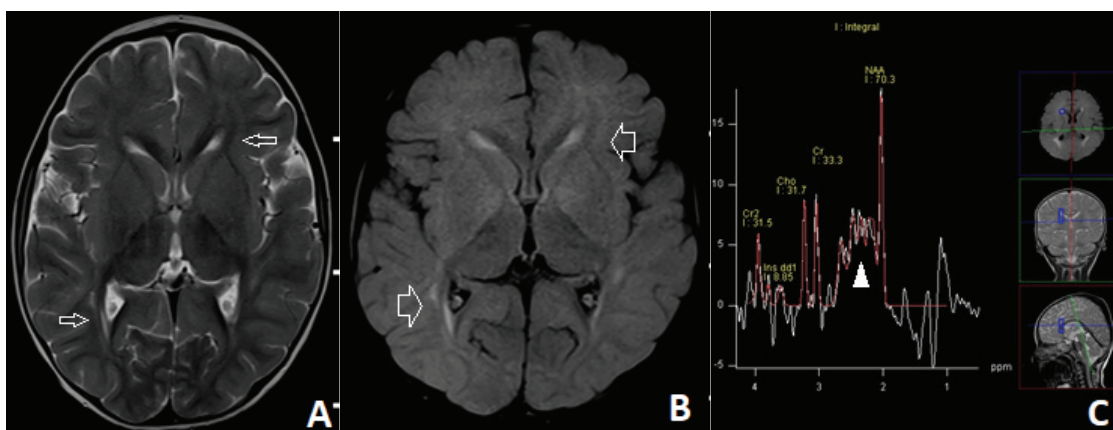 I : Integral
NAA
I : 70.3
Cr
I : 33.3
Cho
I : 31.7
Cr2
I : 31.5
Ins dd1
8.85
15
10
5
0
-5
4
3
2
1
ppm
A
B
C